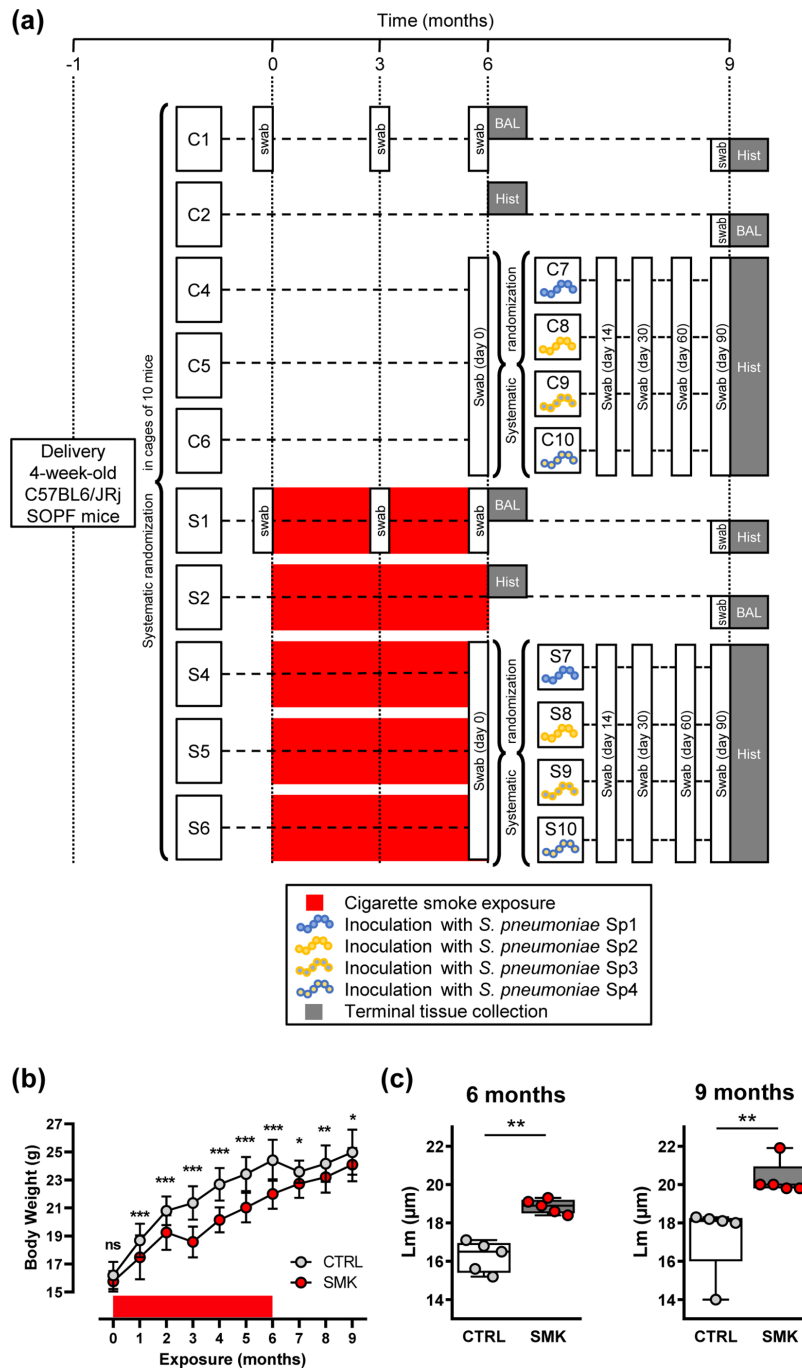 (a)
Time (months)
-1 0 3 6 9
Systematic randomization in cages of 10 mice
Delivery
4-week-old
C57BL6/JRj
SOPF mice
C1 swab swab swab BAL swab Hist
C2 Hist swab BAL
C4
C5
C6
Swab (day 0)
Systematic randomization
C7
C8
C9
C10
Swab (day 14)
Swab (day 30)
Swab (day 60)
Swab (day 90)
Hist
S1 swab swab swab BAL swab Hist
S2 Hist swab BAL
S4
S5
S6
Swab (day 0)
Systematic randomization
S7
S8
S9
S10
Swab (day 14)
Swab (day 30)
Swab (day 60)
Swab (day 90)
Hist
Cigarette smoke exposure
Inoculation with S. pneumoniae Sp1
Inoculation with S. pneumoniae Sp2
Inoculation with S. pneumoniae Sp3
Inoculation with S. pneumoniae Sp4
Terminal tissue collection
(b)
Body Weight (g)
27
25
23
21
19
17
15
ns *** *** *** *** *** *** * ** *
CTRL
SMK
0 1 2 3 4 5 6 7 8 9
Exposure (months)
(c)
6 months
**
Lm (µm)
22
20
18
16
14
CTRL SMK
9 months
**
Lm (µm)
22
20
18
16
14
CTRL SMK